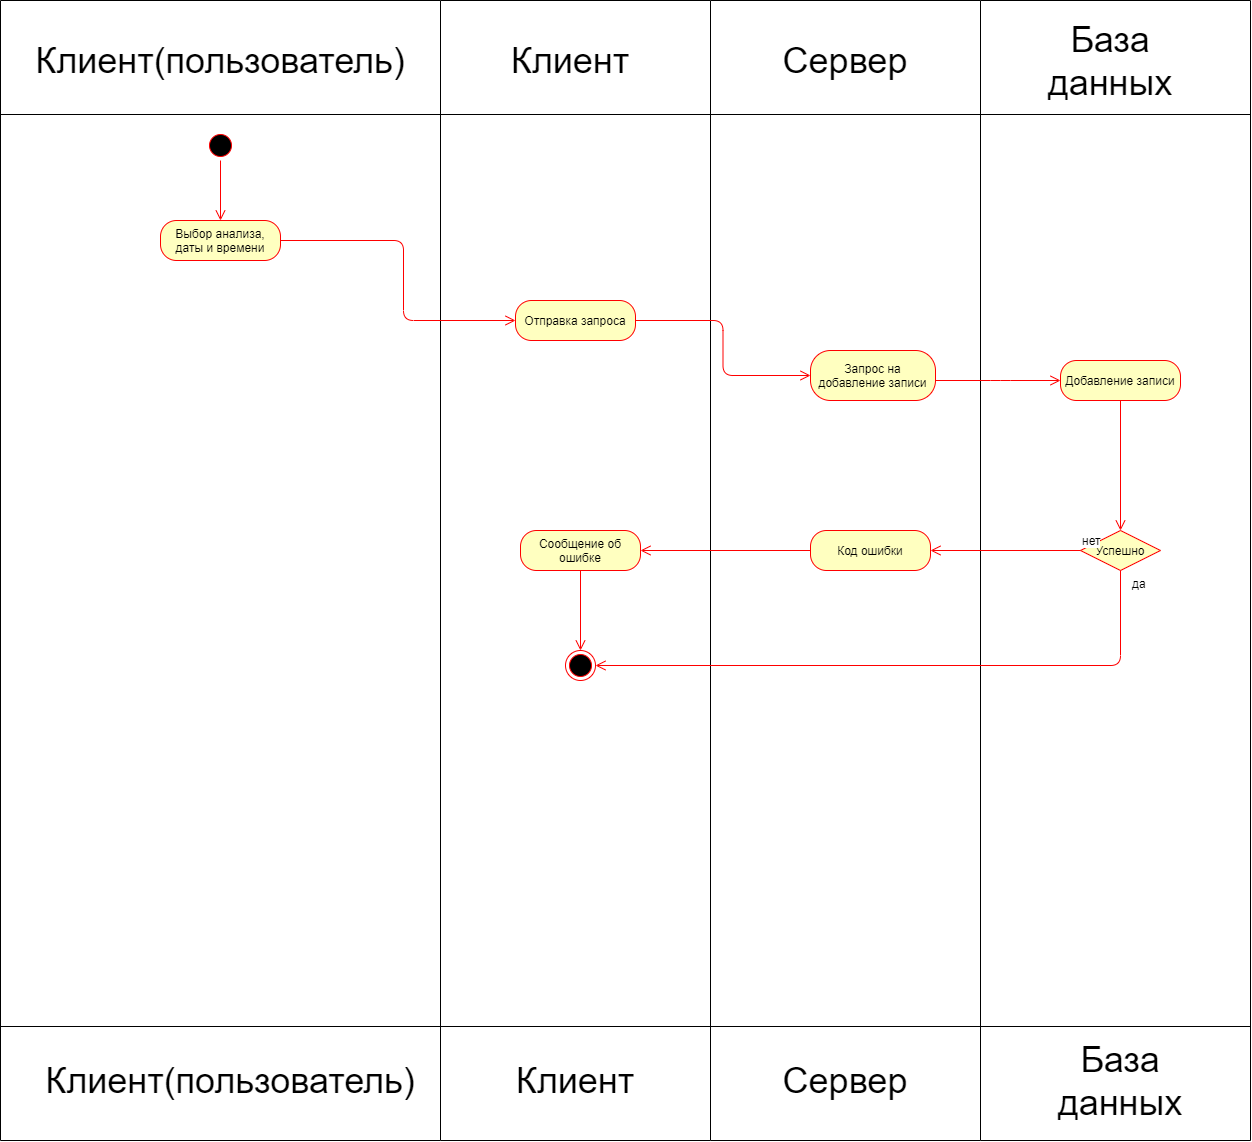 Клиент(пользователь)
Клиент
Сервер
База
данных
Выбор анализа,
даты и времени
Отправка запроса
Запрос на
добавление записи
Добавление записи
Сообщение об
ошибке
Код ошибки
нет
Успешно
да
Клиент(пользователь)
Клиент
Сервер
База
данных